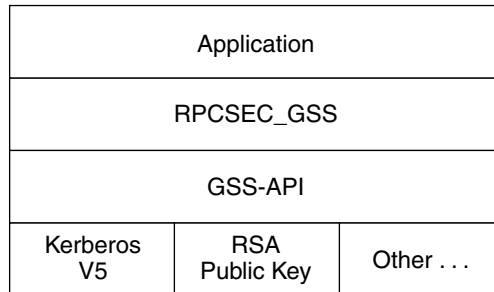 Application
RPCSEC_GSS
GSS-API
Kerberos
V5
RSA
Public Key
Other . . .